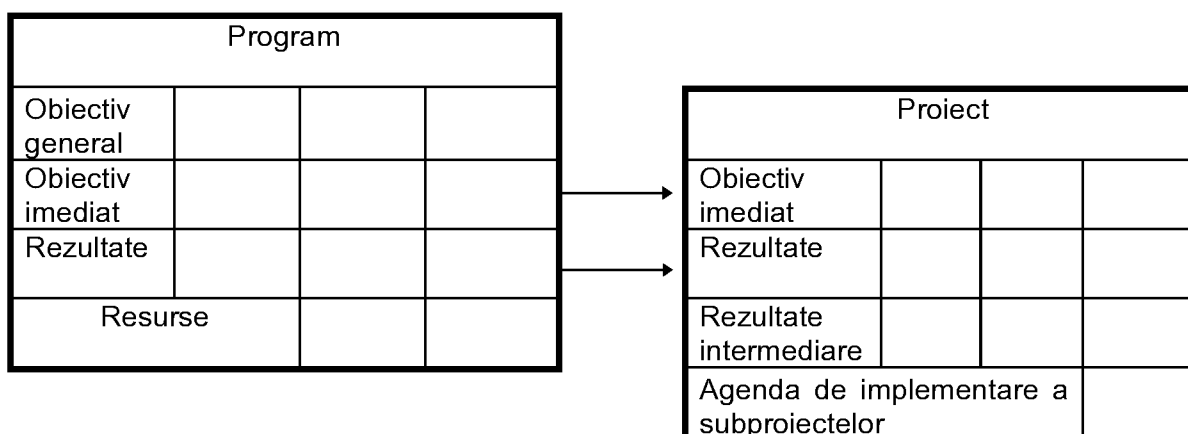 Program
Obiectiv
general
Obiectiv
imediat
Rezultate
Resurse
Proiect
Obiectiv
imediat
Rezultate
Rezultate
intermediare
Agenda de implementare a
subproiectelor